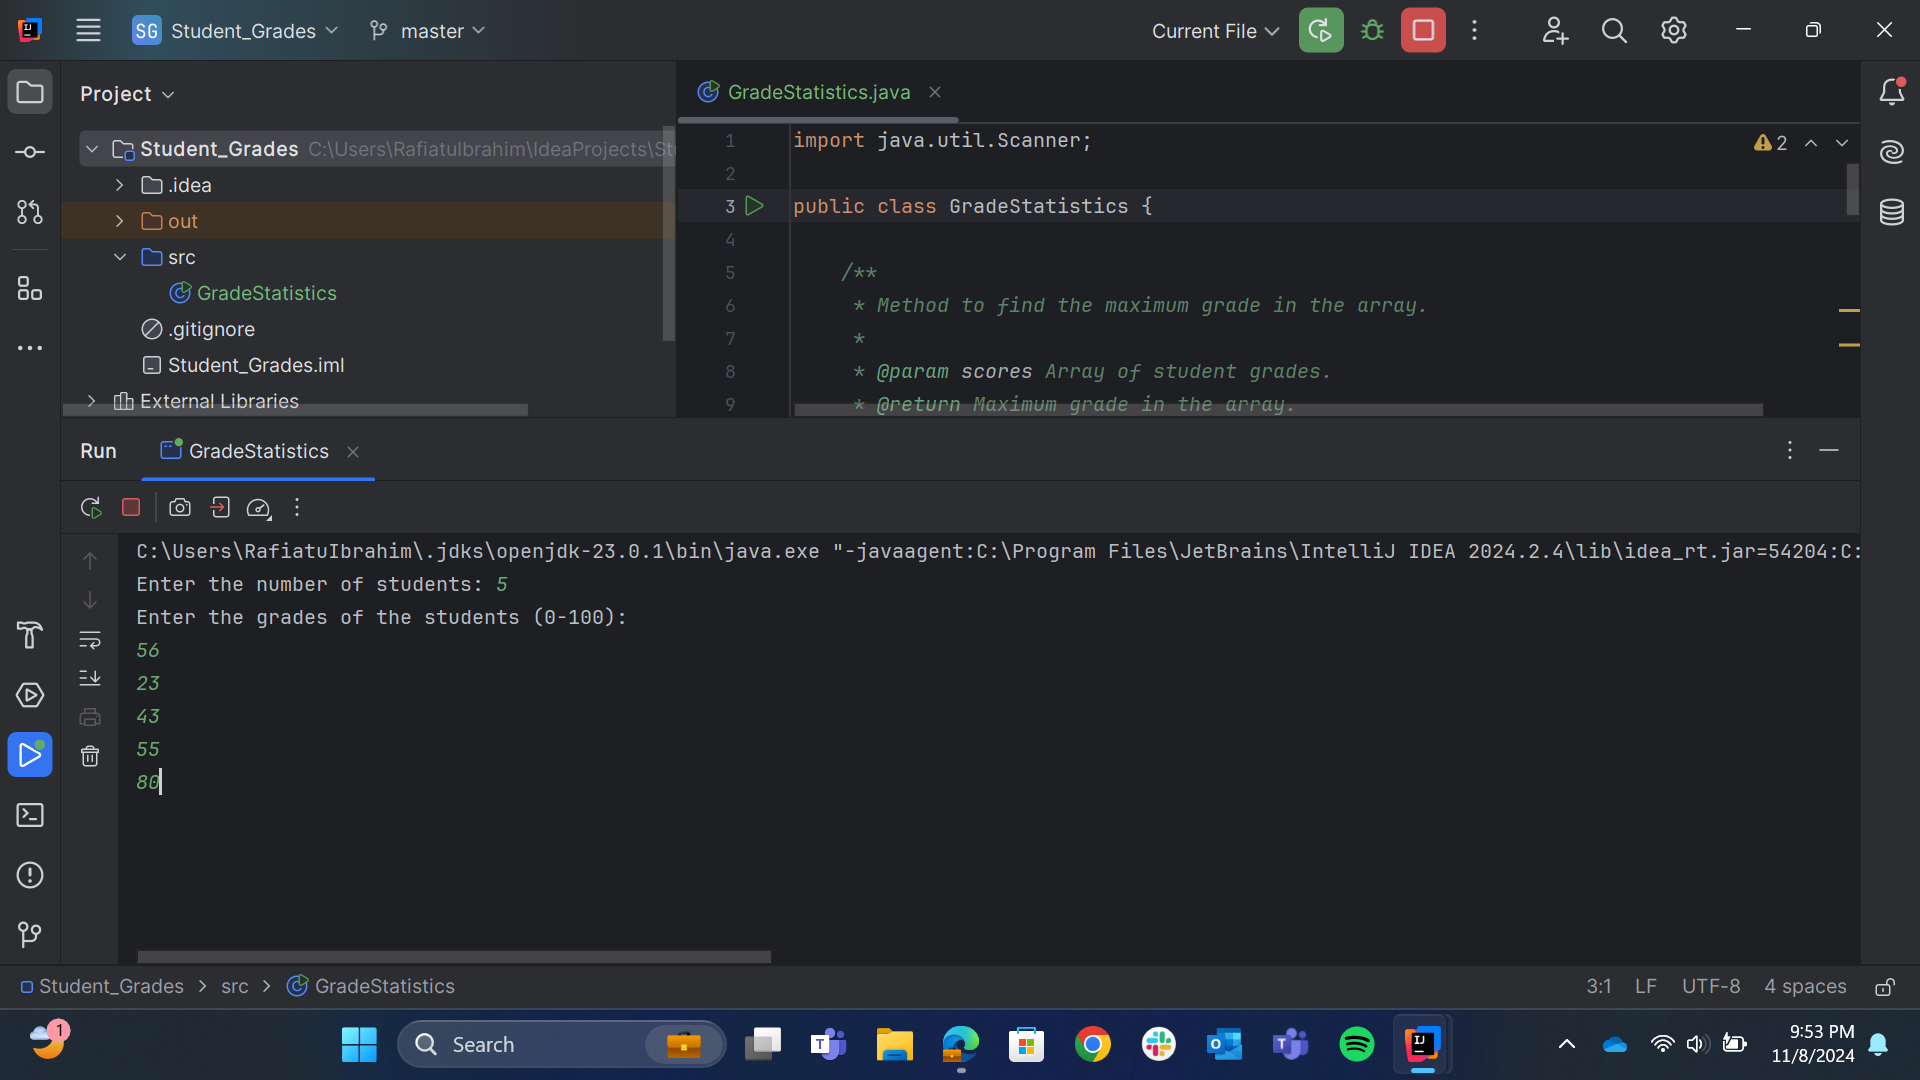 SG Student_Grades master Current File
Project
Student_Grades C:\Users\RafiatuIbrahim\IdeaProjects\
.idea
out
src
GradeStatistics
.gitignore
Student_Grades.iml
External Libraries
GradeStatistics.java
1 import java.util.Scanner;
2
3 public class GradeStatistics {
4
5 /**
6 * Method to find the maximum grade in the array.
7 *
8 * @param scores Array of student grades.
9 * @return Maximum grade in the array.
2
Run GradeStatistics
C:\Users\RafiatuIbrahim\.jdks\openjdk-23.0.1\bin\java.exe "-javaagent:C:\Program Files\JetBrains\IntelliJ IDEA 2024.2.4\lib\idea_rt.jar=54204:C:
Enter the number of students: 5
Enter the grades of the students (0-100):
56
23
43
55
80
Student_Grades > src > GradeStatistics 3:1 LF UTF-8 4 spaces
1
Search
9:53 PM
11/8/2024